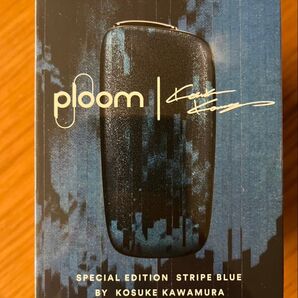 ploom
SPECIAL EDITION STRIPE BLUE
BY KOSUKE KAWAMURA